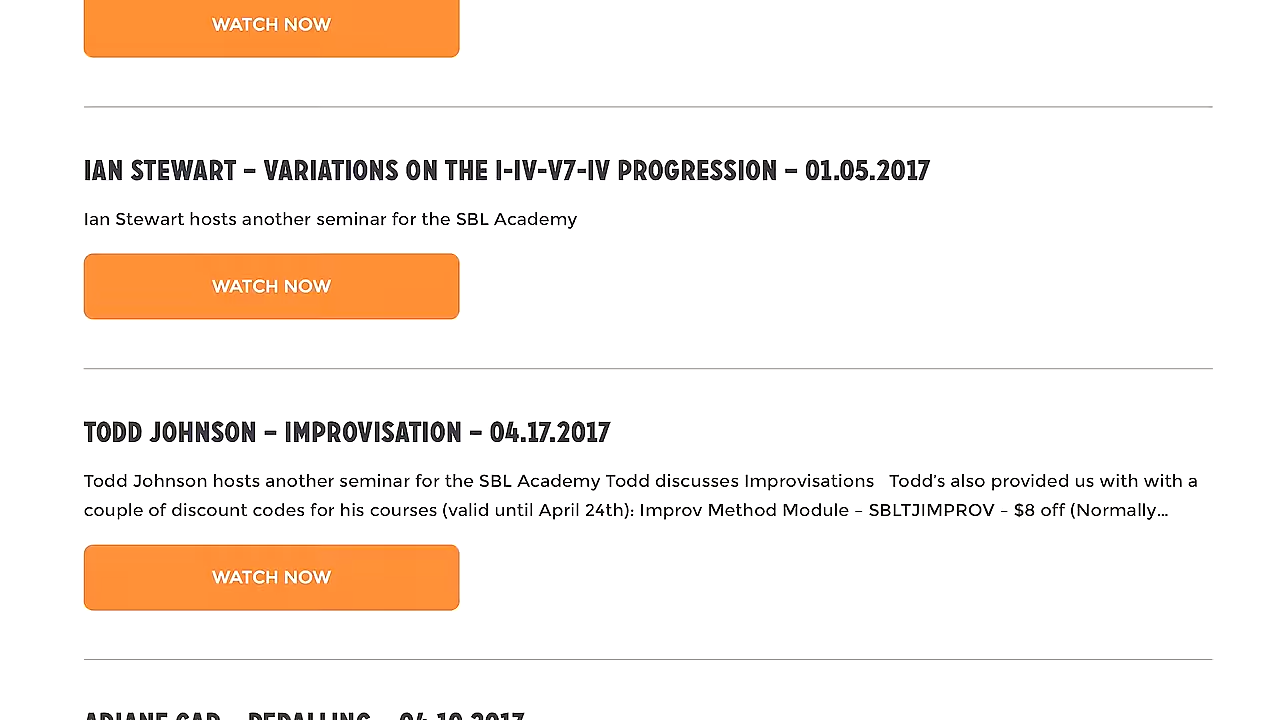 WATCH NOW
IAN STEWART – VARIATIONS ON THE I-IV-V7-IV PROGRESSION – 01.05.2017
Ian Stewart hosts another seminar for the SBL Academy
WATCH NOW
TODD JOHNSON – IMPROVISATION – 04.17.2017
Todd Johnson hosts another seminar for the SBL Academy Todd discusses Improvisations   Todd's also provided us with with a
couple of discount codes for his courses (valid until April 24th): Improv Method Module – SBLTJIMPROV – $8 off (Normally...
WATCH NOW